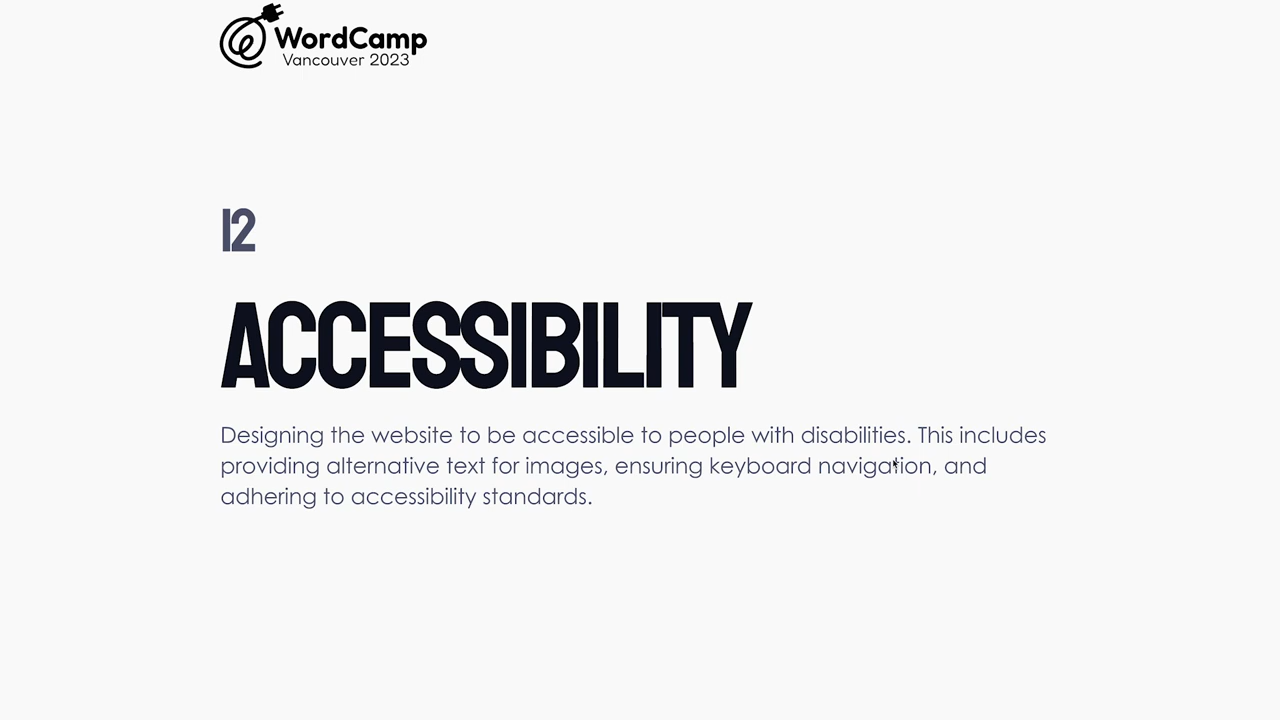 WordCamp
Vancouver 2023
12
ACCESSIBILITY
Designing the website to be accessible to people with disabilities. This includes
providing alternative text for images, ensuring keyboard navigation, and
adhering to accessibility standards.